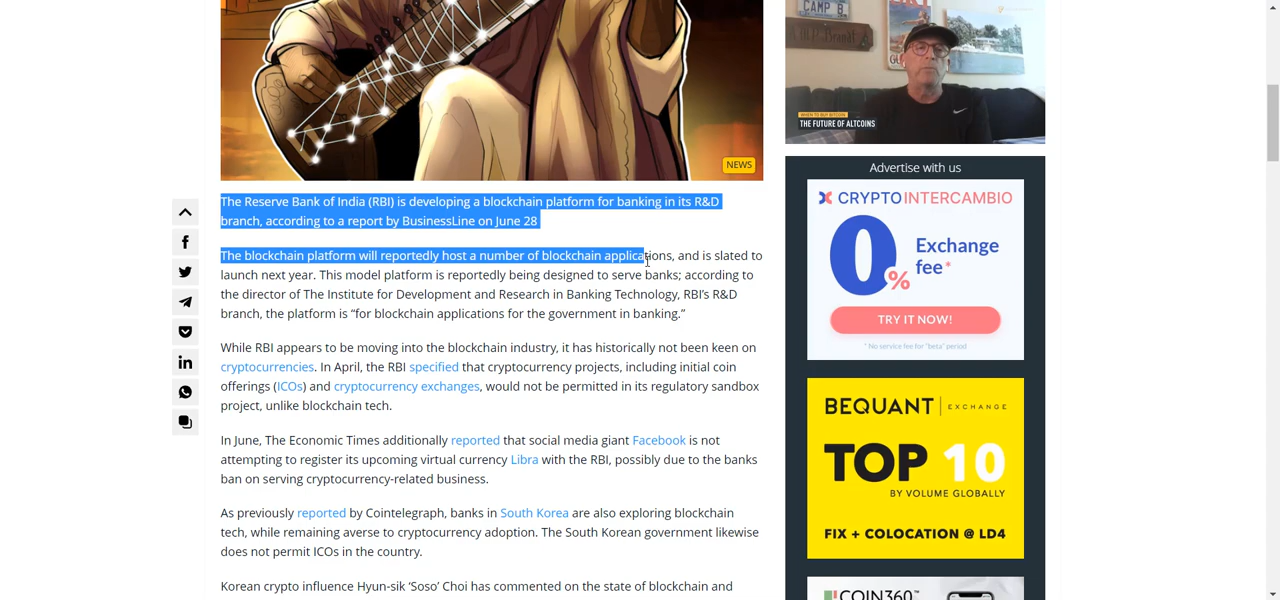 CAMP B
THE FUTURE OF ALTCOINS
NEWS
The Reserve Bank of India (RBI) is developing a blockchain platform for banking in its R&D
branch, according to a report by BusinessLine on June 28
The blockchain platform will reportedly host a number of blockchain applications, and is slated to
launch next year. This model platform is reportedly being designed to serve banks; according to
the director of The Institute for Development and Research in Banking Technology, RBI’s R&D
branch, the platform is “for blockchain applications for the government in banking.”
While RBI appears to be moving into the blockchain industry, it has historically not been keen on
cryptocurrencies. In April, the RBI specified that cryptocurrency projects, including initial coin
offerings (ICOs) and cryptocurrency exchanges, would not be permitted in its regulatory sandbox
project, unlike blockchain tech.
In June, The Economic Times additionally reported that social media giant Facebook is not
attempting to register its upcoming virtual currency Libra with the RBI, possibly due to the banks
ban on serving cryptocurrency-related business.
As previously reported by Cointelegraph, banks in South Korea are also exploring blockchain
tech, while remaining averse to cryptocurrency adoption. The South Korean government likewise
does not permit ICOs in the country.
Korean crypto influence Hyun-sik ‘Soso’ Choi has commented on the state of blockchain and
Advertise with us
CRYPTOINTERCAMBIO
0% Exchange
fee *
TRY IT NOW!
* No service fee for "beta" period
BEQUANT | EXCHANGE
TOP 10
BY VOLUME GLOBALLY
FIX + COLOCATION @ LD4
COIN360™